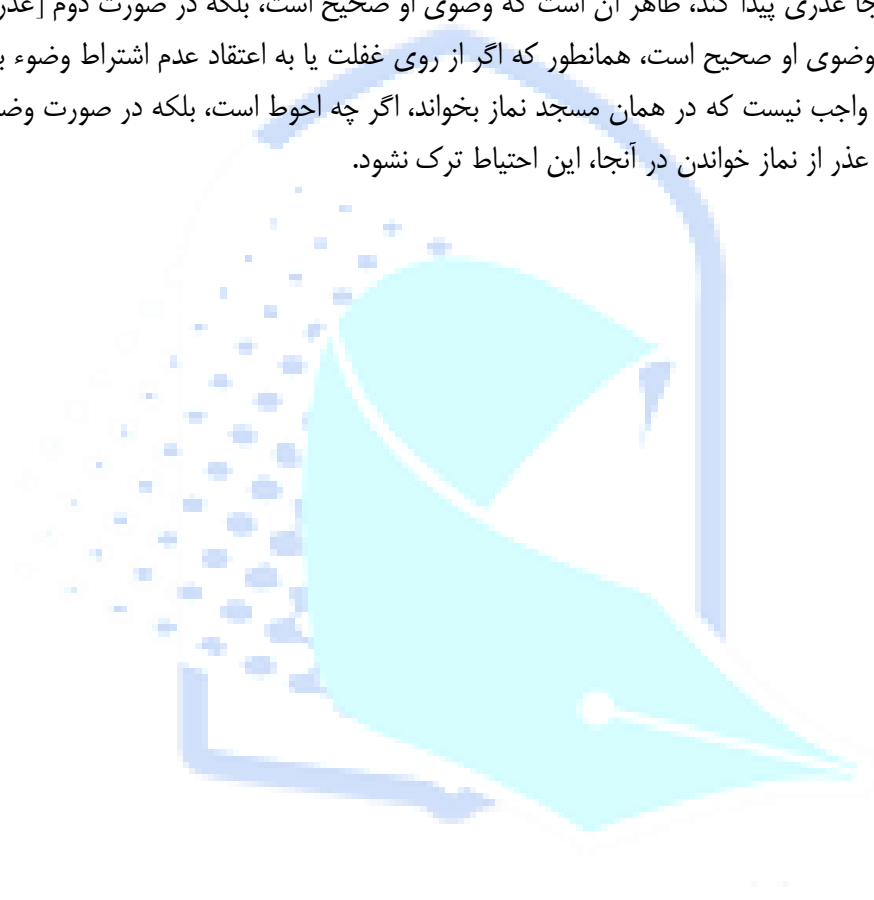 جا عذری پیدا کند، ظاهر آن است که وضوی او صحیح است، بلکه در صورت دوم [عذر
وضوی او صحیح است، همانطور که اگر از روی غفلت یا به اعتقاد عدم اشتراط وضوء
واجب نیست که در همان مسجد نماز بخواند، اگر چه احوط است، بلکه در صورت
عذر از نماز خواندن در آنجا، این احتیاط ترک نشود.